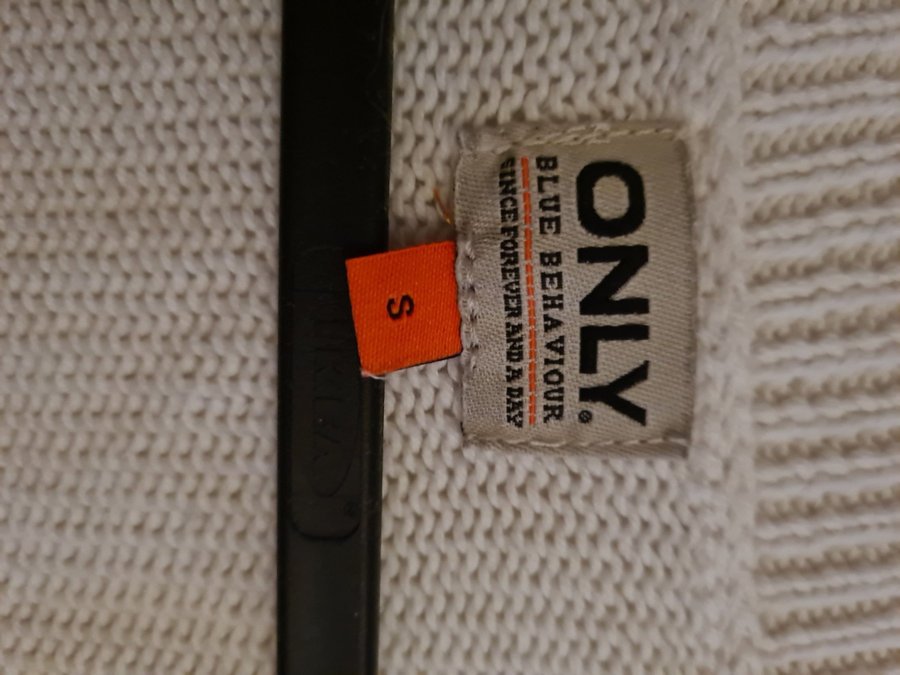 ONLY®
BLUE BEHAVIOUR
SINCE FOREVER AND A DAY
S